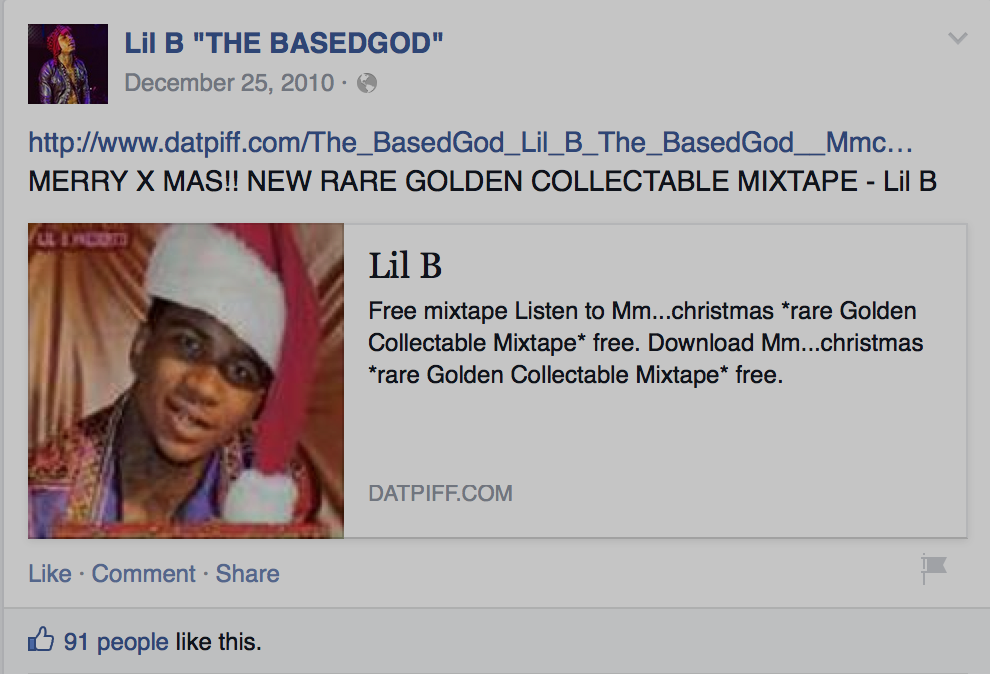 Lil B "THE BASEDGOD"
December 25, 2010 ·
http://www.datpiff.com/The_BasedGod_Lil_B_The_BasedGod__Mmc...
MERRY X MAS!! NEW RARE GOLDEN COLLECTABLE MIXTAPE - Lil B
Lil B
Free mixtape Listen to Mm...christmas *rare Golden
Collectable Mixtape* free. Download Mm...christmas
*rare Golden Collectable Mixtape* free.
DATPIFF.COM
Like · Comment · Share
91 people like this.